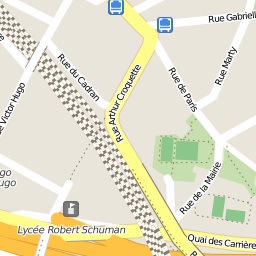 Rue Gabriel
Rue Marty
Rue du Cadran
Rue Arthur Croquette
Rue de Paris
Victor Hugo
Rue de la Mairie
Lycée Robert Schuman
Quai des Carrière